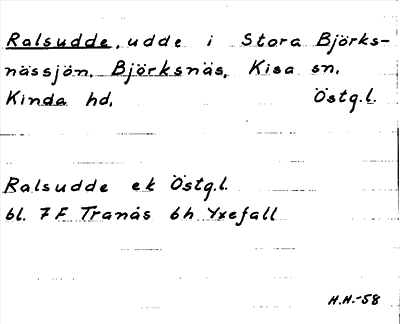 Ralsudde, udde i Stora Björks-
nässjön. Björksnäs, Kisa sn.
Kinda hd, Östg.l.
Ralsudde ek Östg.l.
bl. 7 F Tranås 6h Yxefall
H.H.-58